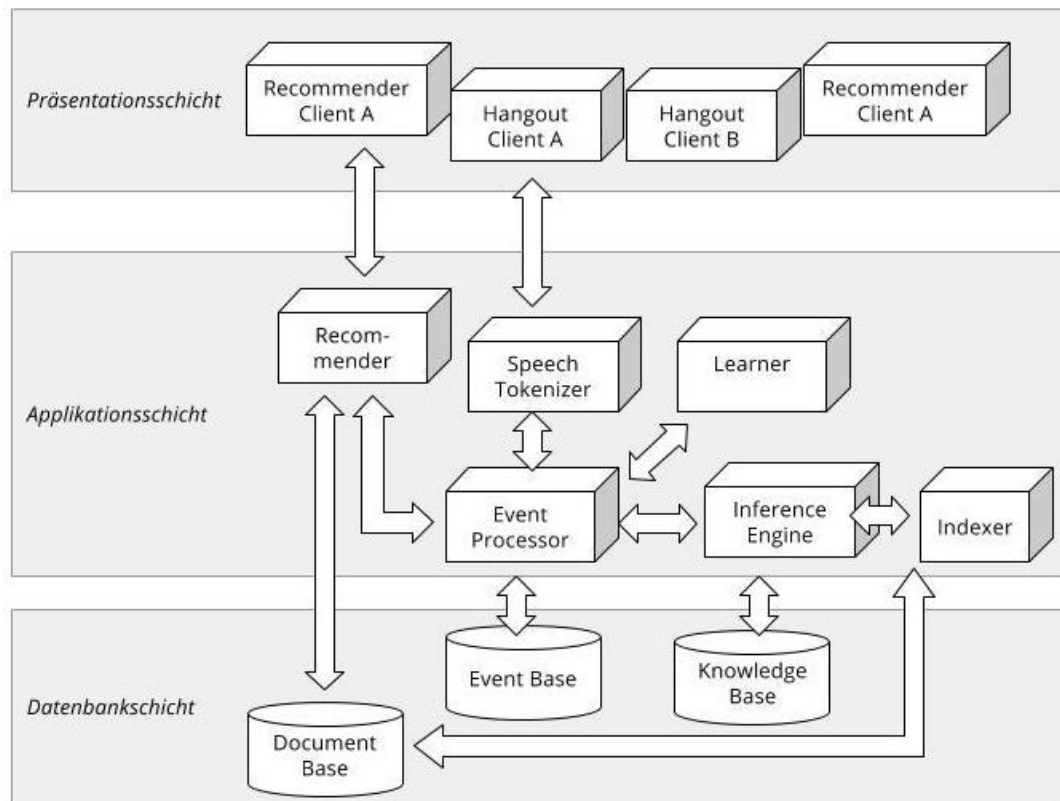 Präsentationsschicht
Recommender
Client A
Hangout
Client A
Hangout
Client B
Recommender
Client A
Applikationsschicht
Recom-
mender
Speech
Tokenizer
Learner
Event
Processor
Inference
Engine
Indexer
Datenbankschicht
Event Base
Knowledge
Base
Document
Base